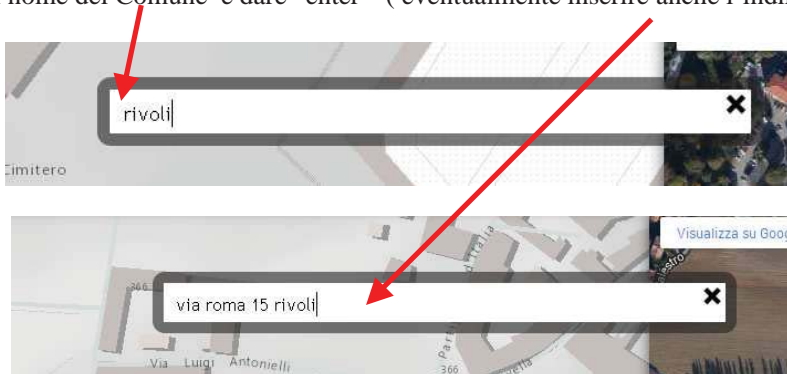 nome del Comune e dare "enter" ( eventualmente inserire anche l'indi
rivoli
Cimitero
Visualizza su Goog
366
via roma 15 rivoli
Via Luigi Antonielli
366
d'Italia